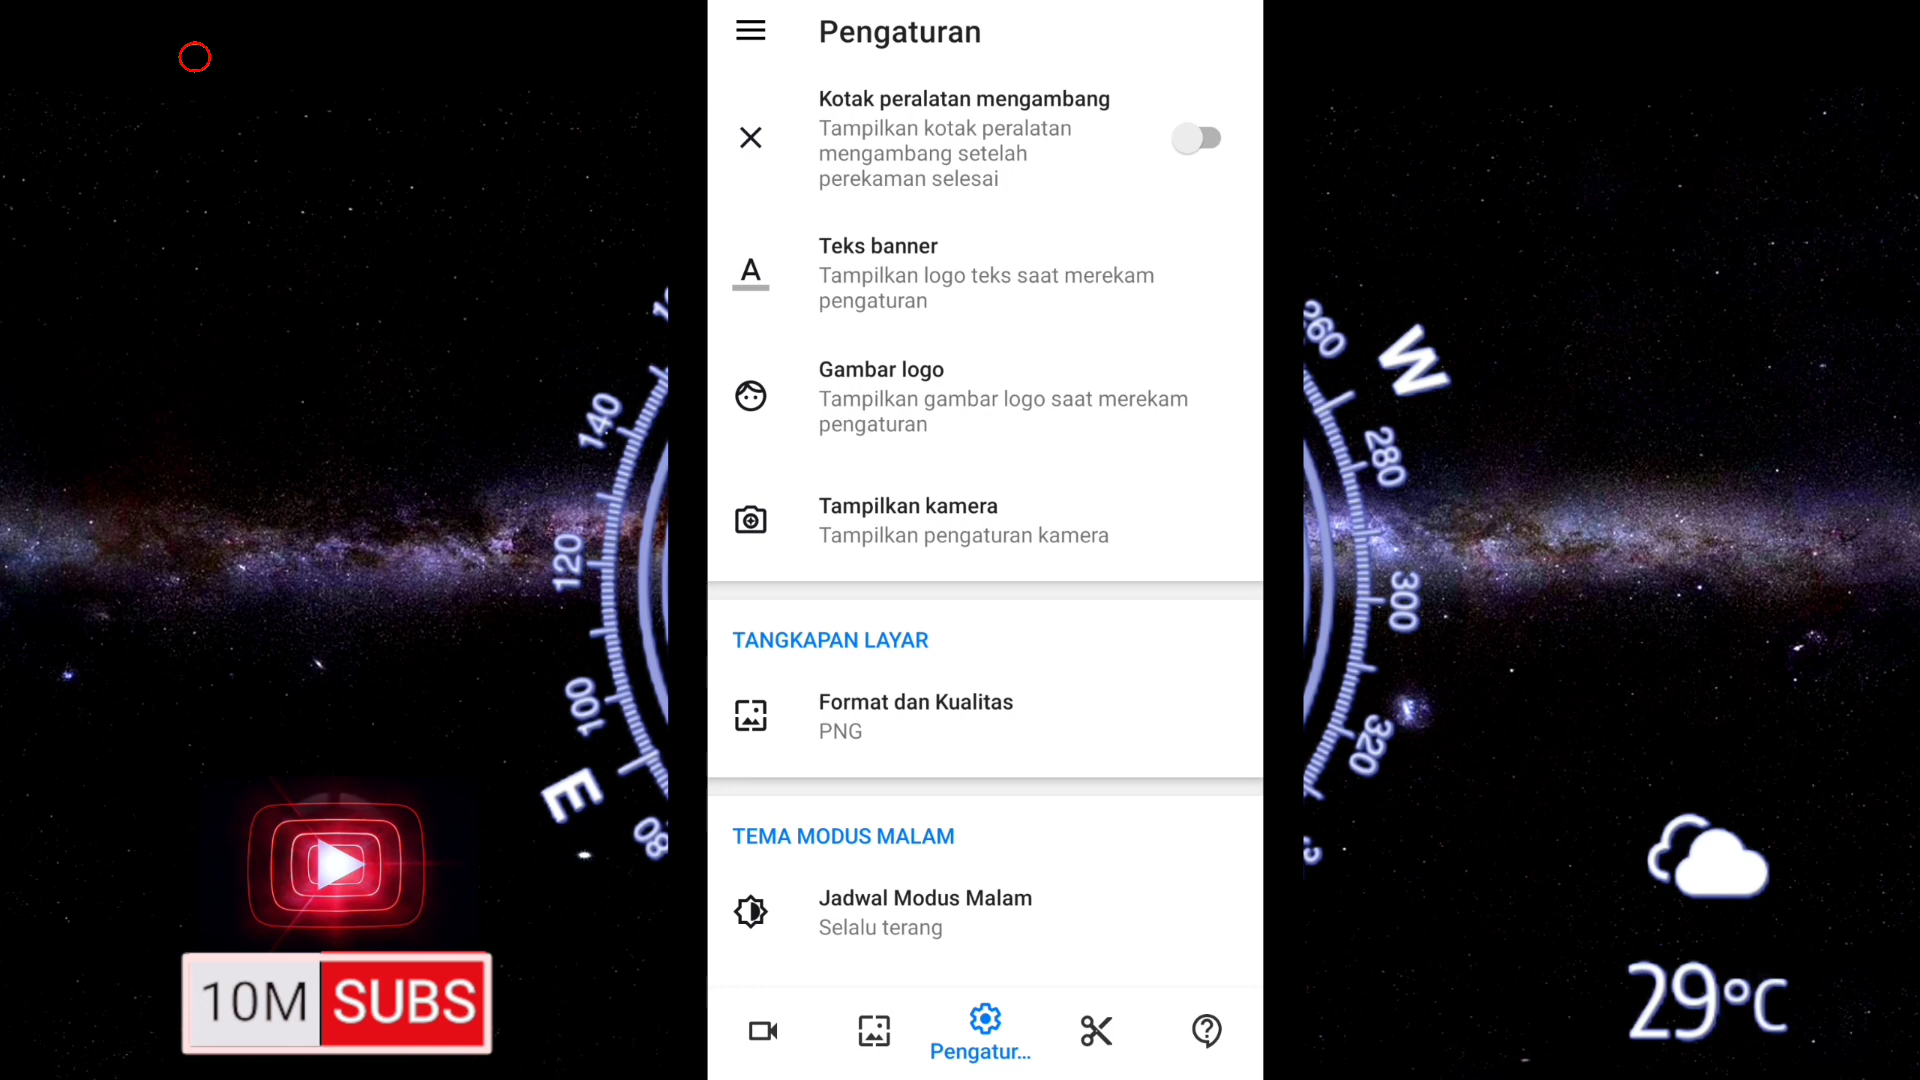 Pengaturan
Kotak peralatan mengambang
Tampilkan kotak peralatan
mengambang setelah
perekaman selesai
Teks banner
Tampilkan logo teks saat merekam
pengaturan
Gambar logo
Tampilkan gambar logo saat merekam
pengaturan
Tampilkan kamera
Tampilkan pengaturan kamera
TANGKAPAN LAYAR
Format dan Kualitas
PNG
TEMA MODUS MALAM
Jadwal Modus Malam
Selalu terang
Pengatur...
140
120
100
E
80
10M SUBS
260
W
280
300
320
29°C